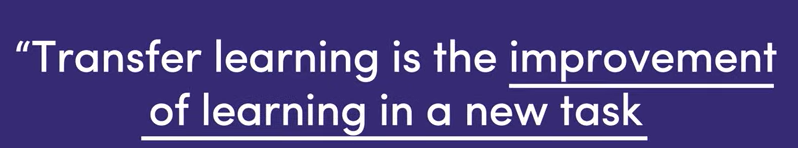 “Transfer learning is the improvement
of learning in a new task